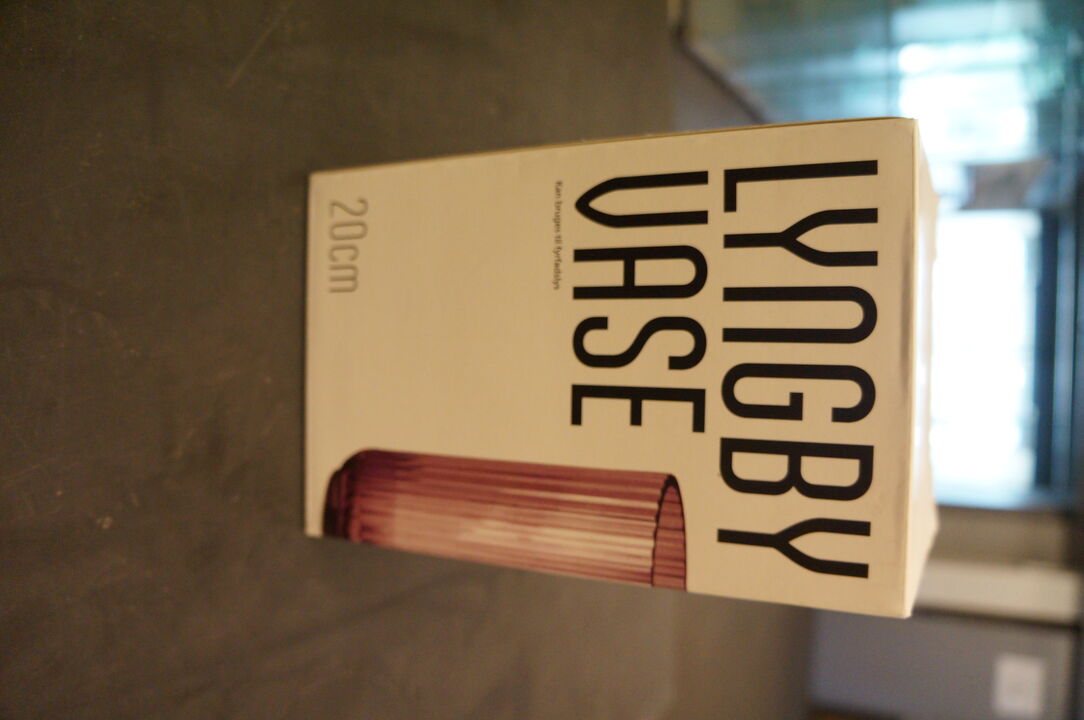 LYNGBY
VASE
Kan bruges til fyrfadslys
20cm